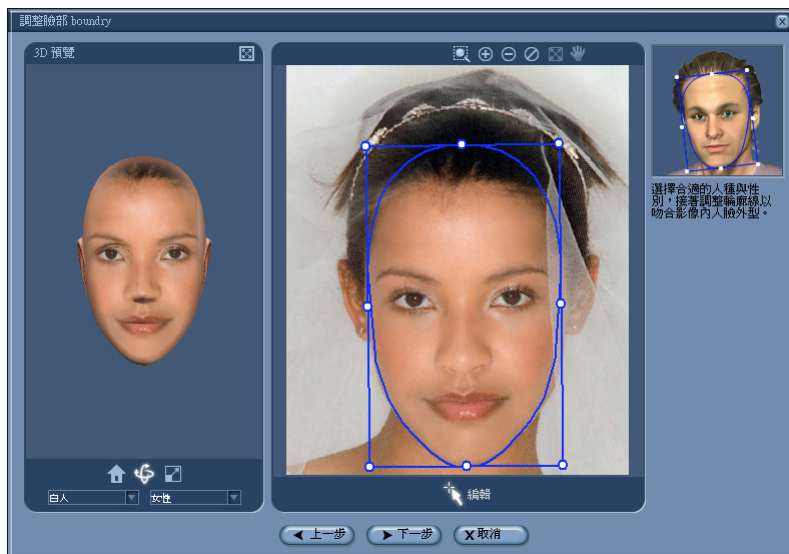 調整臉部 boundry
3D 預覽
選擇合適的人種與性
別，接著調整輪廓線以
吻合影像內人臉外型。
白人
女性
編輯
上一步
下一步
X 取消